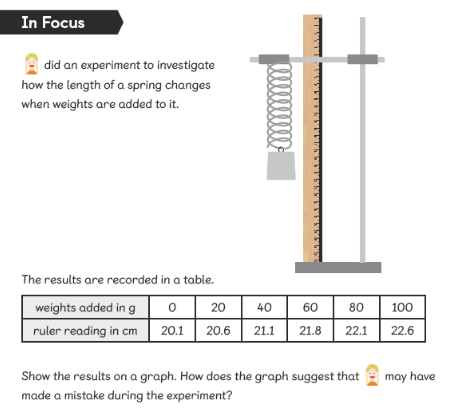 In Focus
did an experiment to investigate
how the length of a spring changes
when weights are added to it.
The results are recorded in a table.
weights added in g 0 20 40 60 80 100
ruler reading in cm 20.1 20.6 21.1 21.8 22.1 22.6
Show the results on a graph. How does the graph suggest that may have
made a mistake during the experiment?